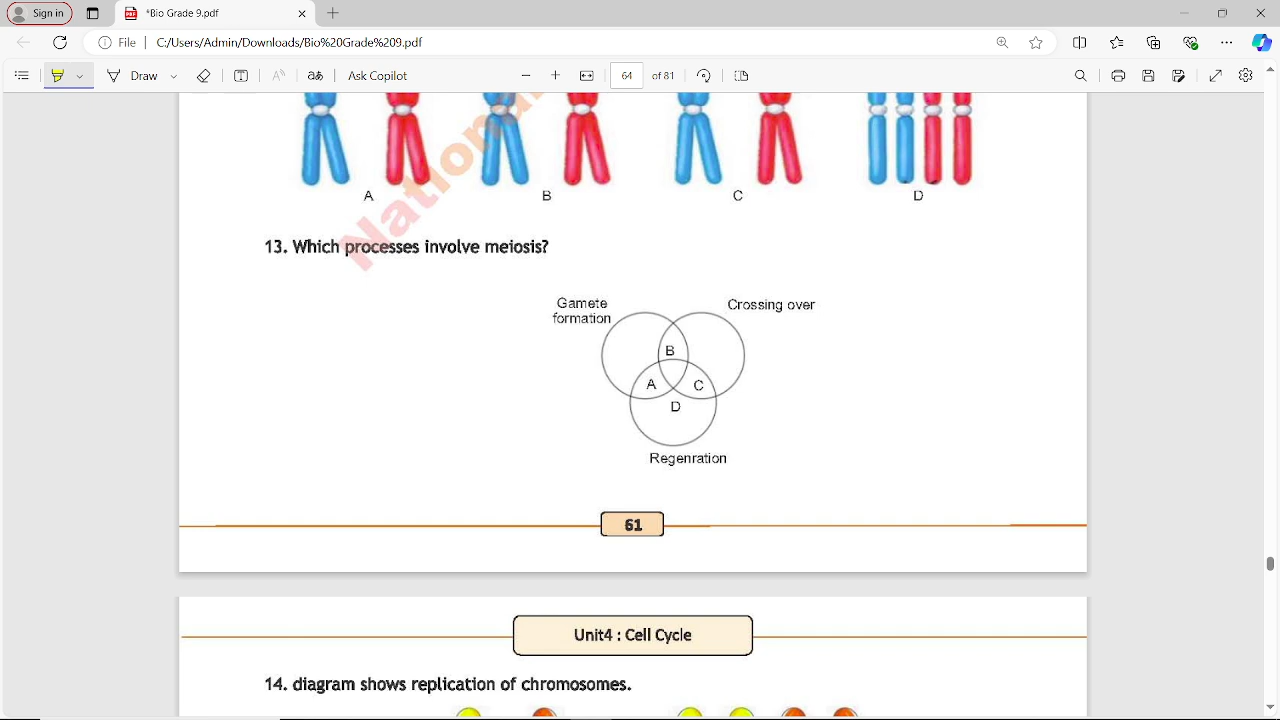 Sign in
*Bio Grade 9.pdf
File
C:/Users/Admin/Downloads/Bio%20Grade%209.pdf
Draw
Ask Copilot
64 of 81
A B C D
National
13. Which processes involve meiosis?
Gamete
formation
Crossing over
B
A C
D
Regenration
61
Unit4 : Cell Cycle
14. diagram shows replication of chromosomes.